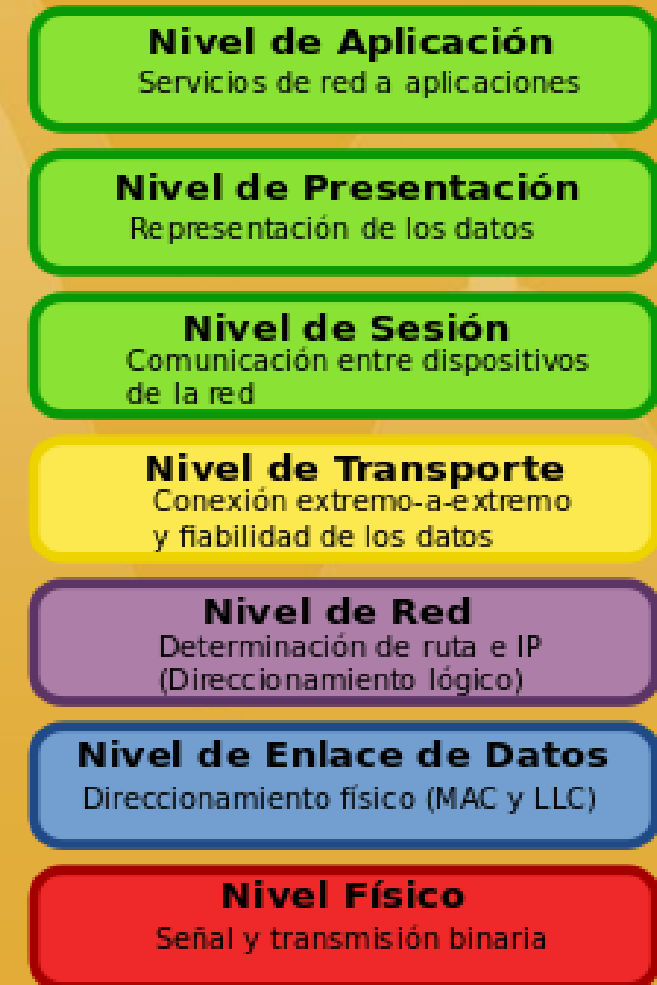 Nivel de Aplicación
Servicios de red a aplicaciones
Nivel de Presentación
Representación de los datos
Nivel de Sesión
Comunicación entre dispositivos
de la red
Nivel de Transporte
Conexión extremo-a-extremo
y fiabilidad de los datos
Nivel de Red
Determinación de ruta e IP
(Direccionamiento lógico)
Nivel de Enlace de Datos
Direccionamiento físico (MAC y LLC)
Nivel Físico
Señal y transmisión binaria